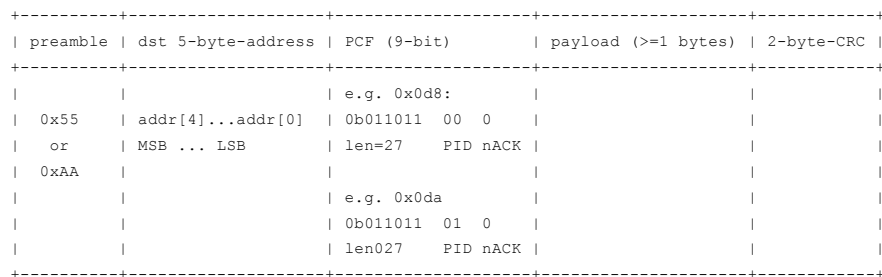 +----------+--------------------+--------------------+---------------------+------------+
| preamble | dst 5-byte-address | PCF (9-bit)        | payload (>=1 bytes) | 2-byte-CRC |
+----------+--------------------+--------------------+---------------------+------------+
|          |                    | e.g. 0x0d8:        |                     |            |
|   0x55   | addr[4]...addr[0]  | 0b011011  00  0    |                     |            |
|    or    | MSB ... LSB        | len=27    PID nACK |                     |            |
|   0xAA   |                    |                    |                     |            |
|          |                    | e.g. 0x0da         |                     |            |
|          |                    | 0b011011  01  0    |                     |            |
|          |                    | len027    PID nACK |                     |            |
+----------+--------------------+--------------------+---------------------+------------+